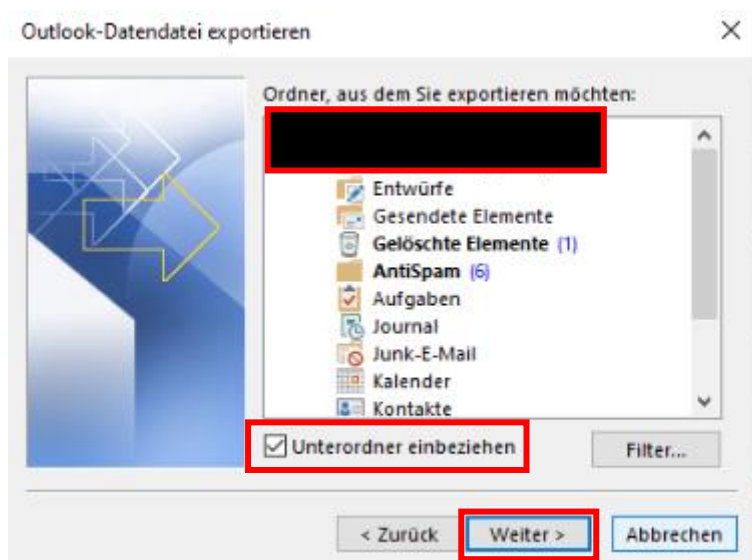 Outlook-Datendatei exportieren
Ordner, aus dem Sie exportieren möchten:
Entwürfe
Gesendete Elemente
Gelöschte Elemente (1)
AntiSpam (6)
Aufgaben
Journal
Junk-E-Mail
Kalender
Kontakte
Unterordner einbeziehen
Filter...
< Zurück Weiter > Abbrechen